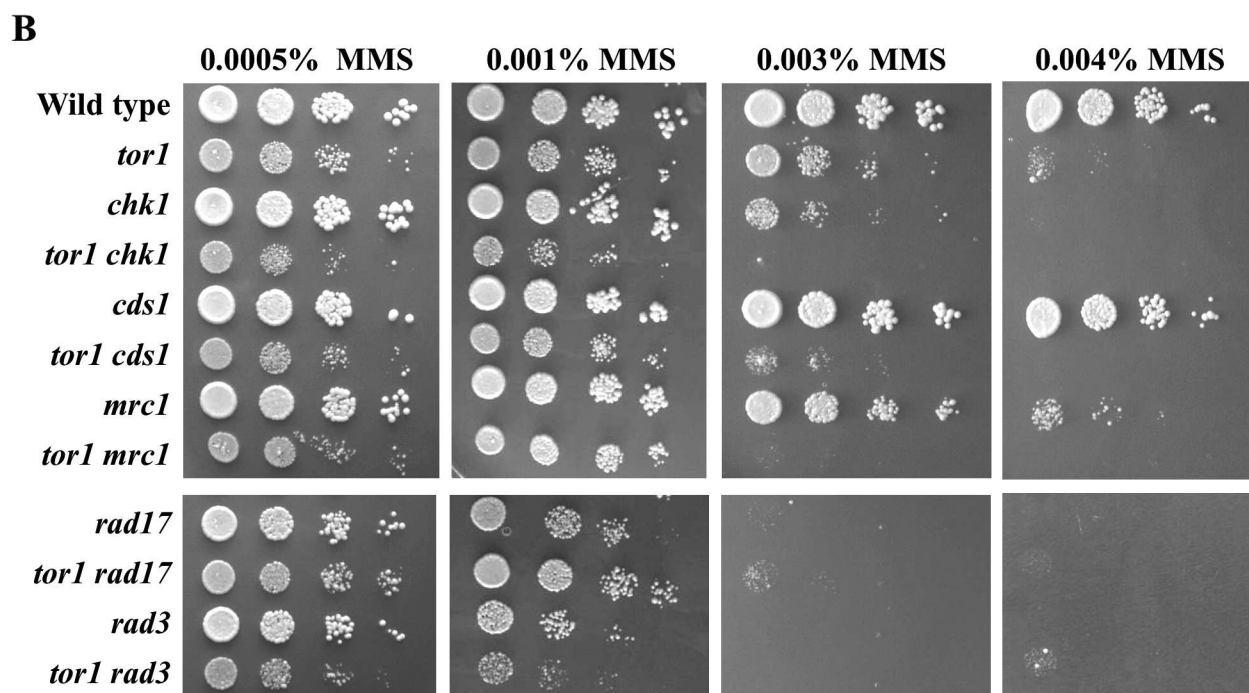 B
0.0005% MMS 0.001% MMS 0.003% MMS 0.004% MMS
Wild type
tor1
chk1
tor1 chk1
cds1
tor1 cds1
mrc1
tor1 mrc1
rad17
tor1 rad17
rad3
tor1 rad3